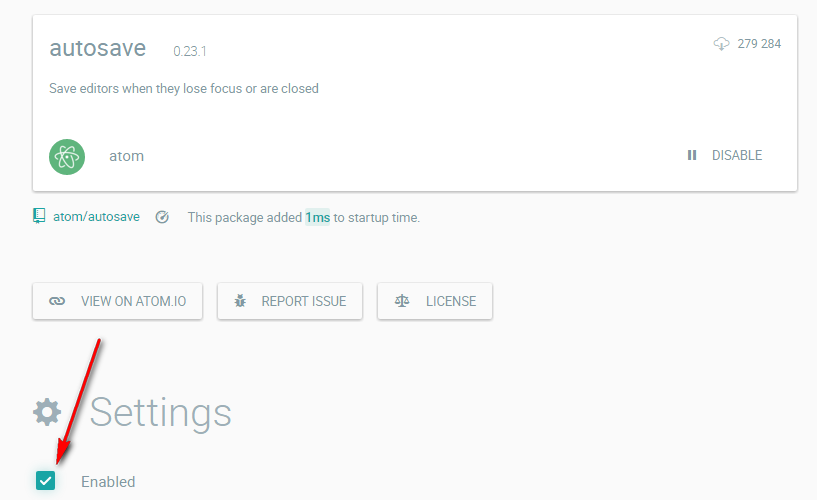 autosave 0.23.1 279 284
Save editors when they lose focus or are closed
atom DISABLE
atom/autosave This package added 1ms to startup time.
VIEW ON ATOM.IO REPORT ISSUE LICENSE
Settings
Enabled